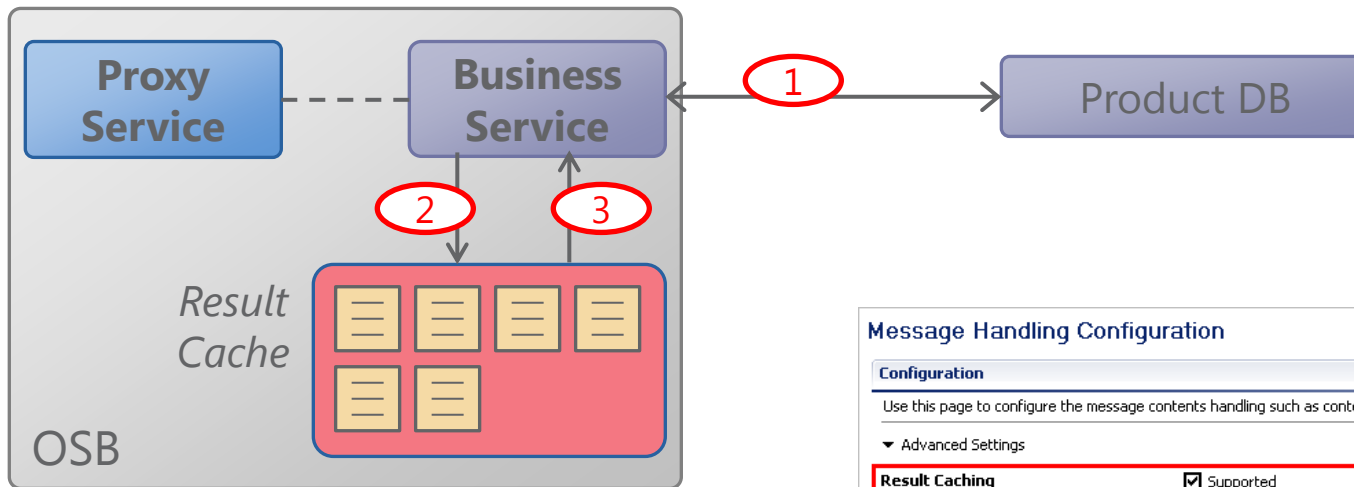 Proxy
Service
Business
Service
1
Product DB
2
3
Result
Cache
OSB
Message Handling Configuration
Configuration
Use this page to configure the message contents handling such as
Advanced Settings
Result Caching
Supported